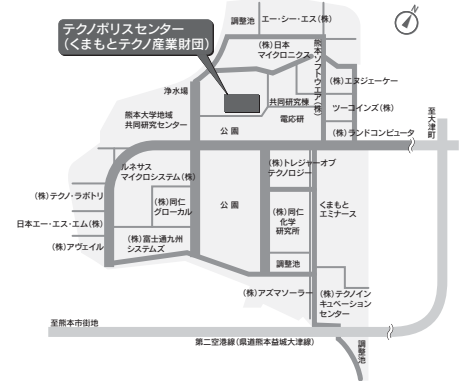 テクノポリスセンター
(くまもとテクノ産業財団)
調整池
エー・シー・エス(株)
(株)日本
マイクロニクス
熊本ソフトウエア(株)
(株)エヌジェーケー
ツーコインズ(株)
(株)ランドコンピュータ
至大津町
浄水場
熊本大学地域
共同研究センター
共同研究棟
電応研
公園
ルネサス
マイクロシステム(株)
(株)トレジャーオブ
テクノロジー
(株)テクノ・ラボトリ
(株)同仁
グローカル
公園
(株)同仁
化学
研究所
くまもと
エミナース
日本エー・エス・エム(株)
(株)アヴェイル
(株)富士通九州
システムズ
調整池
(株)アズマソーラー
(株)テクノイン
キュベーション
センター
至熊本市街地
第二空港線(県道熊本益城大津線)
調整池